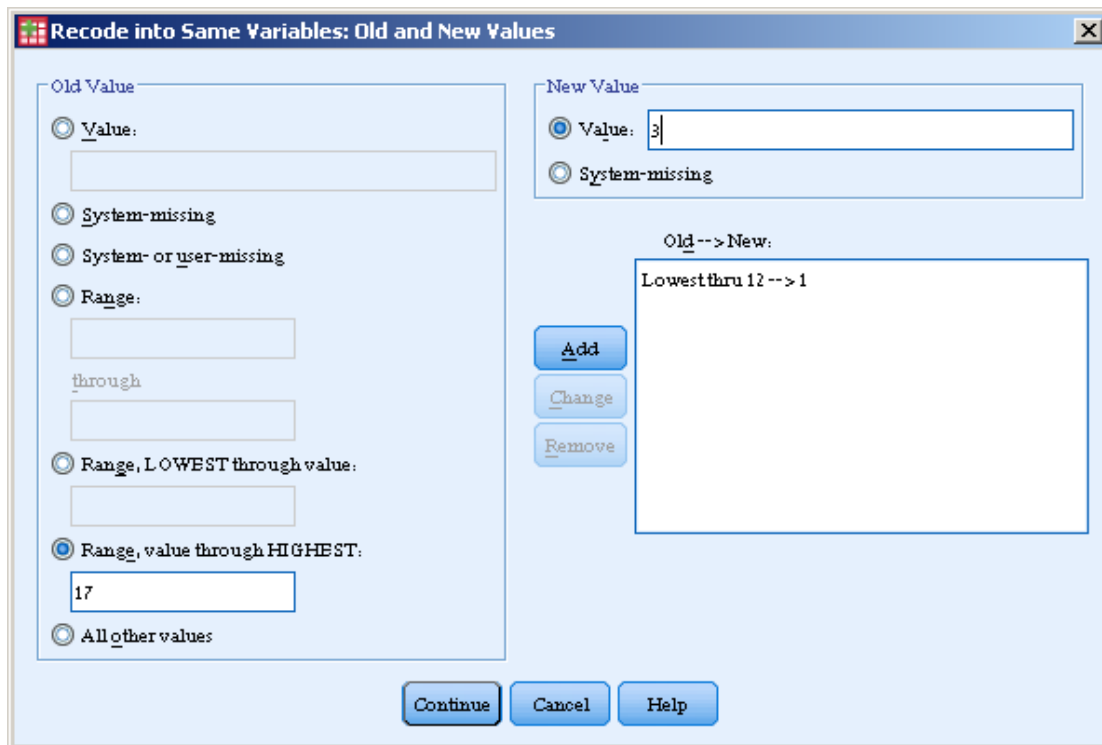 Recode into Same Variables: Old and New Values
Old Value
Value:
System-missing
System- or user-missing
Range:
through
Range, LOWEST through value:
Range, value through HIGHEST:
17
All other values
New Value
Value: 3
System-missing
Old --> New:
Lowest thru 12 --> 1
Add
Change
Remove
Continue
Cancel
Help